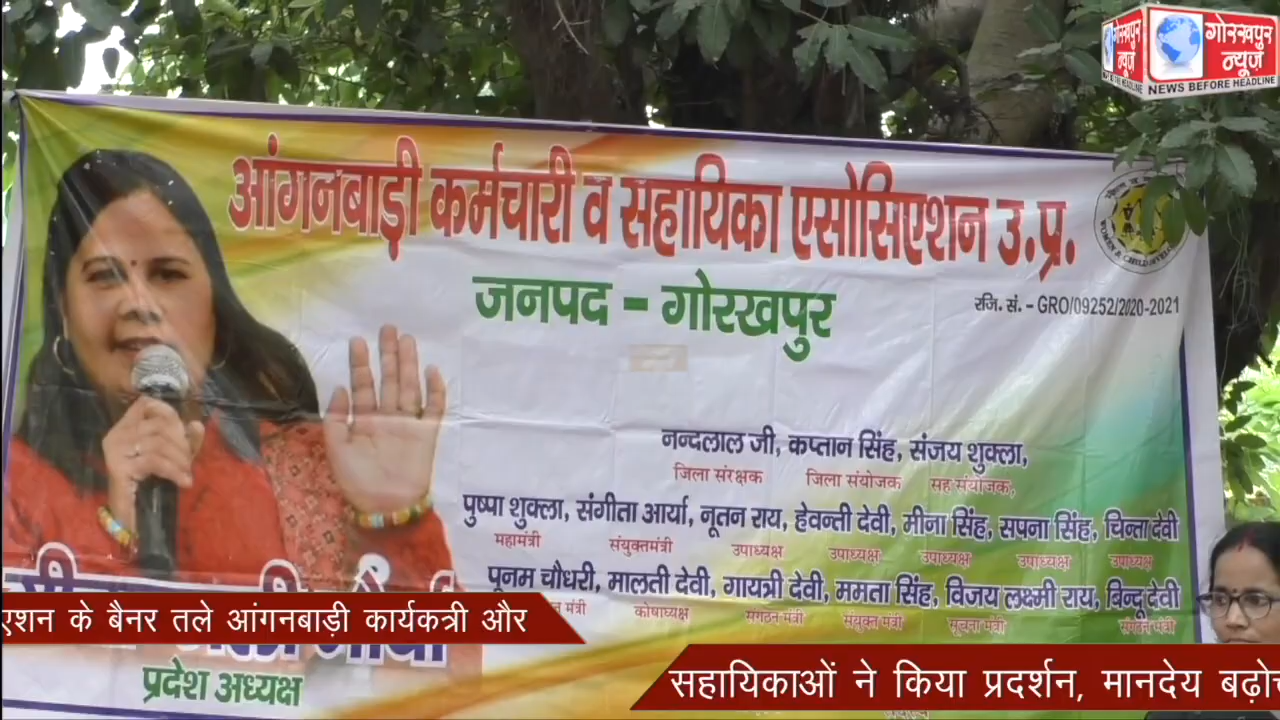 गोरखपुर
न्यूज
गोरखपुर
न्यूज
NEWS BEFORE HEADLINE
आंगनबाड़ी कर्मचारी व सहायिका एसोसिएशन उ.प्र.
जनपद - गोरखपुर
रजि. सं. - GRO/09252/2020-2021
नन्दलाल जी, कप्तान सिंह, संजय शुक्ला,
जिला संरक्षक जिला संयोजक सह संयोजक,
पुष्पा शुक्ला, संगीता आर्या, नूतन राय, हेवन्ती देवी, मीना सिंह, सपना सिंह, चिन्ता देवी
महामंत्री संयुक्तमंत्री उपाध्यक्ष उपाध्यक्ष उपाध्यक्ष उपाध्यक्ष उपाध्यक्ष
पूनम चौधरी, मालती देवी, गायत्री देवी, ममता सिंह, विजय लक्ष्मी राय, बिन्दू देवी
मंत्री कोषाध्यक्ष संगठन मंत्री संयुक्त मंत्री सूचना मंत्री संगठन मंत्री
प्रदेश अध्यक्ष
एशन के बैनर तले आंगनबाड़ी कार्यकत्री और
सहायिकाओं ने किया प्रदर्शन, मानदेय बढ़ो